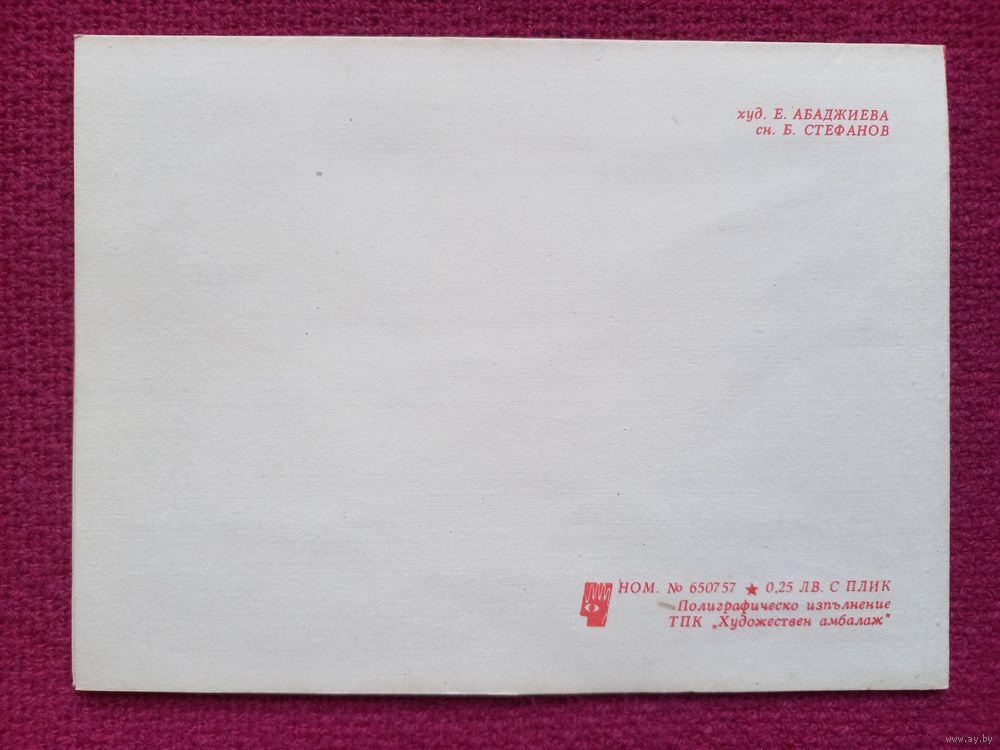 худ. Е. АБАДЖИЕВА
сн. Б. СТЕФАНОВ
НОМ. № 650757 ★ 0,25 ЛВ. С ПЛИК
Полиграфическо изпълнение
ТПК „Художествен амбалаж"
www.ay.by